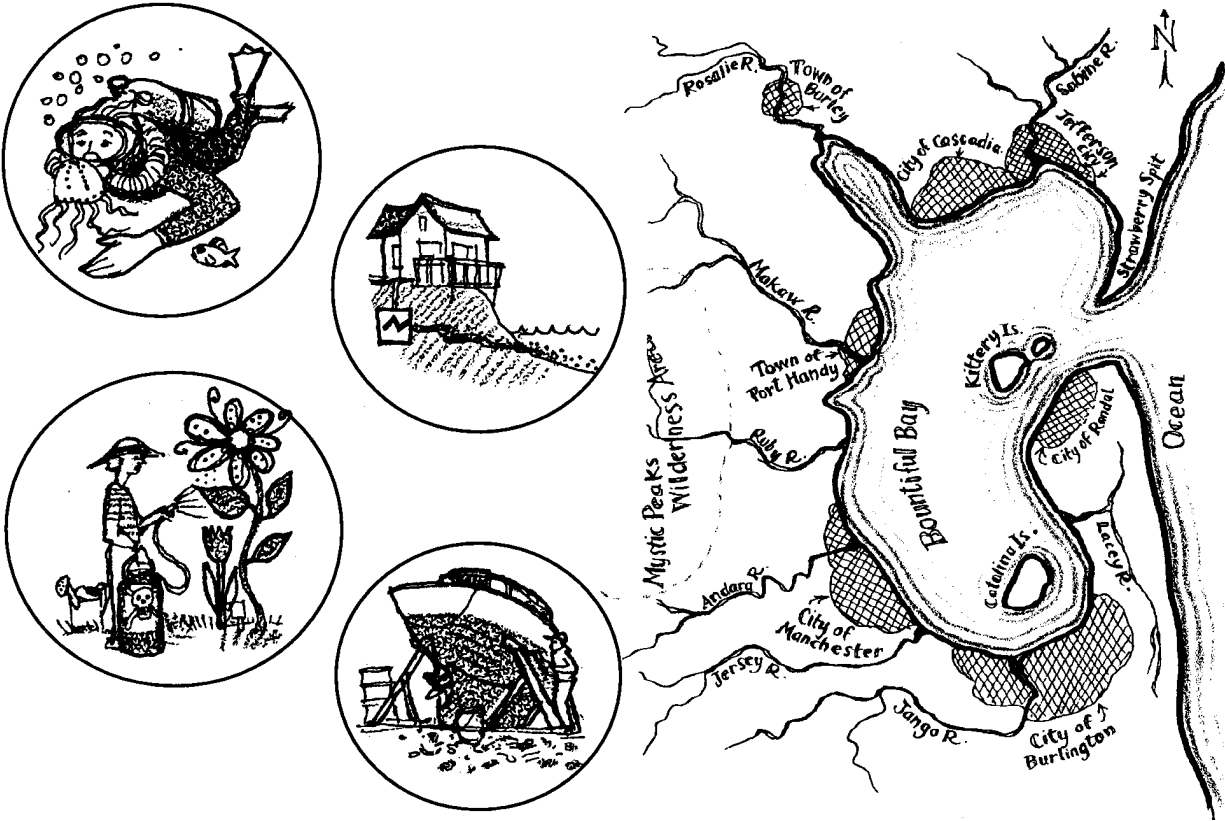 N
Rosalie R.
Town of
Burley
Sabine R.
City of Cascadia
Jefferson
City
Strawberry Spit
Makaw R.
Town of
Port Handy
Kittery Is.
City of Randal
Ocean
Mystic Peaks
Wilderness Area
Ruby R.
Bountiful Bay
Catalina Is.
Lacey R.
Andara R.
City of
Manchester
Jersey R.
Janga R.
City of
Burlington